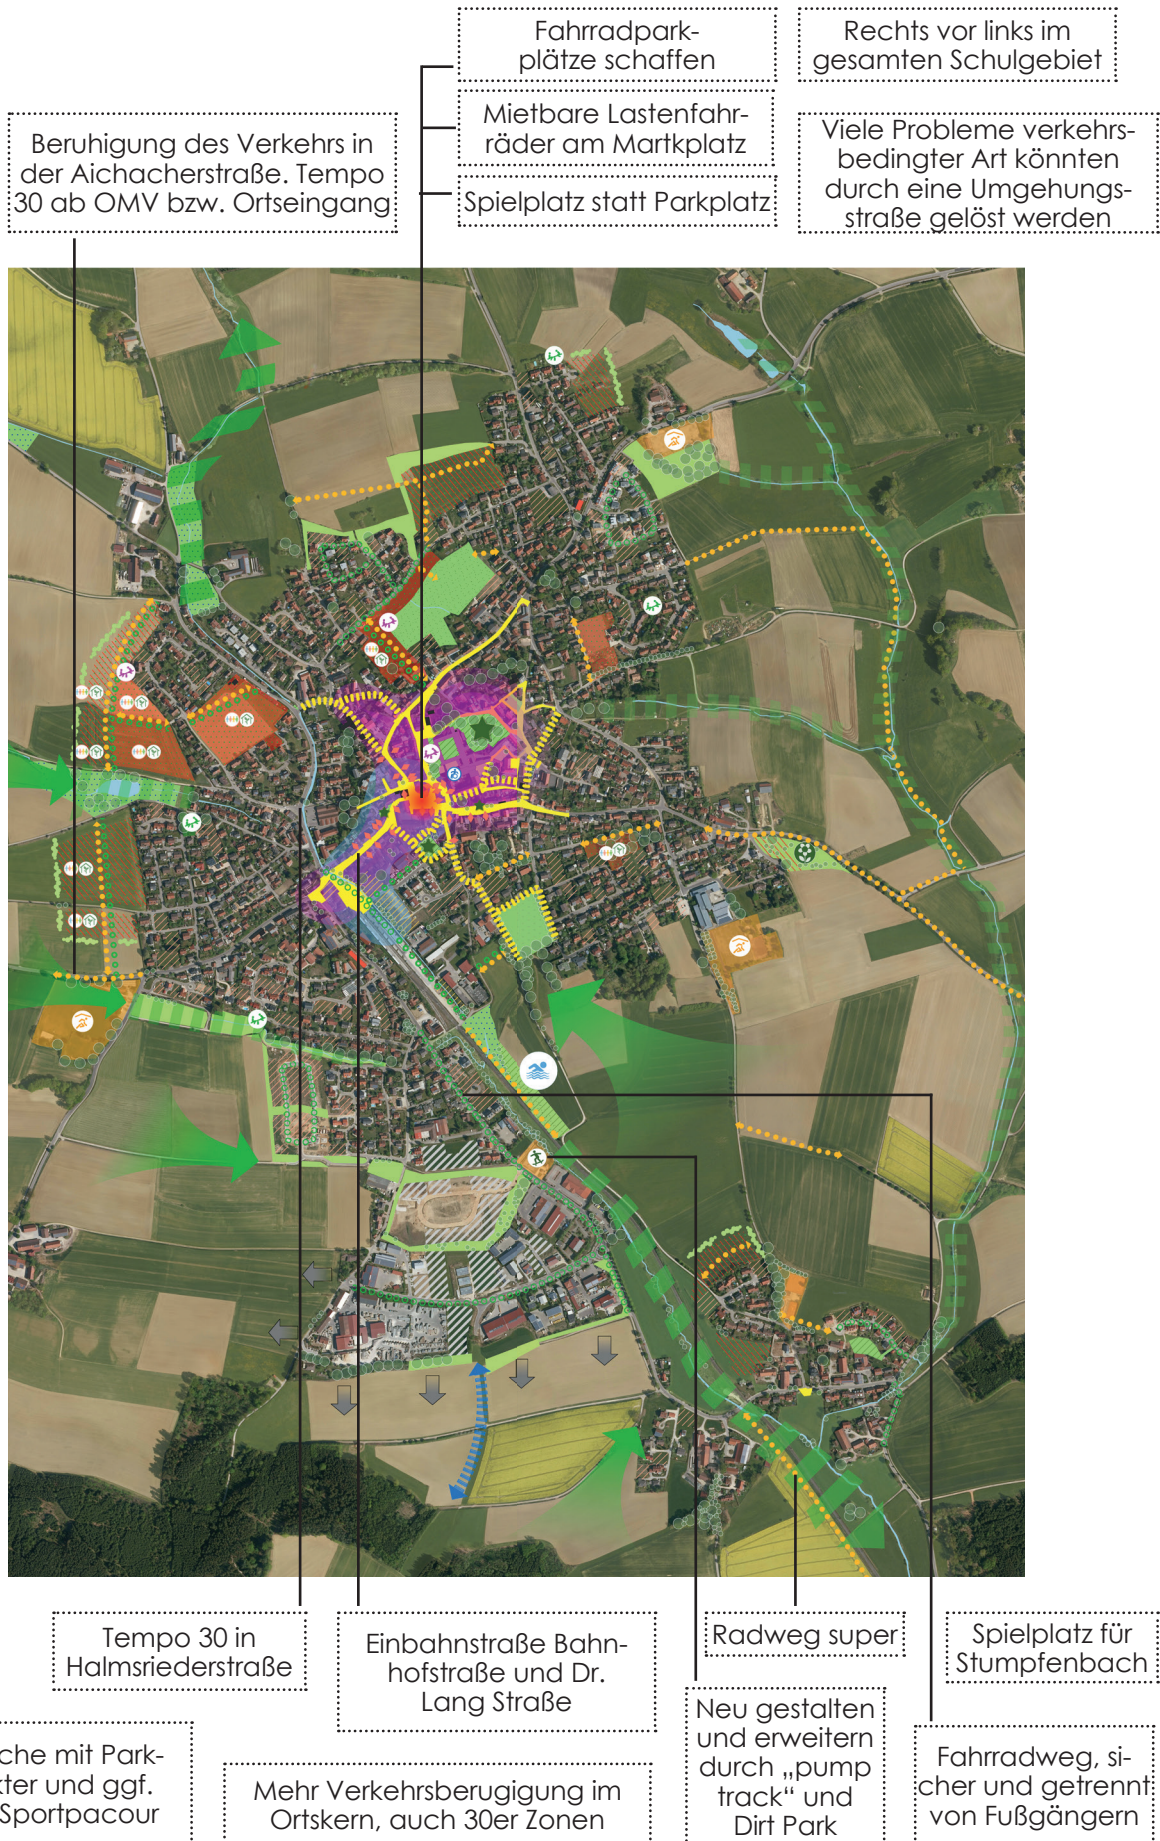 Fahrradpark-
plätze schaffen
Rechts vor links im
gesamten Schulgebiet
Mietbare Lastenfahr-
räder am Martkplatz
Beruhigung des Verkehrs in
der Aichacherstraße. Tempo
30 ab OMV bzw. Ortseingang
Viele Probleme verkehrs-
bedingter Art könnten
durch eine Umgehungs-
straße gelöst werden
Spielplatz statt Parkplatz
Tempo 30 in
Halmsriederstraße
Einbahnstraße Bahn-
hofstraße und Dr.
Lang Straße
Radweg super
Spielplatz für
Stumpfenbach
Neu gestalten
und erweitern
durch „pump
track“ und
Dirt Park
Fahrradweg, si-
cher und getrennt
von Fußgängern
che mit Park-
kter und ggf.
Sportpacour
Mehr Verkehrsberugigung im
Ortskern, auch 30er Zonen